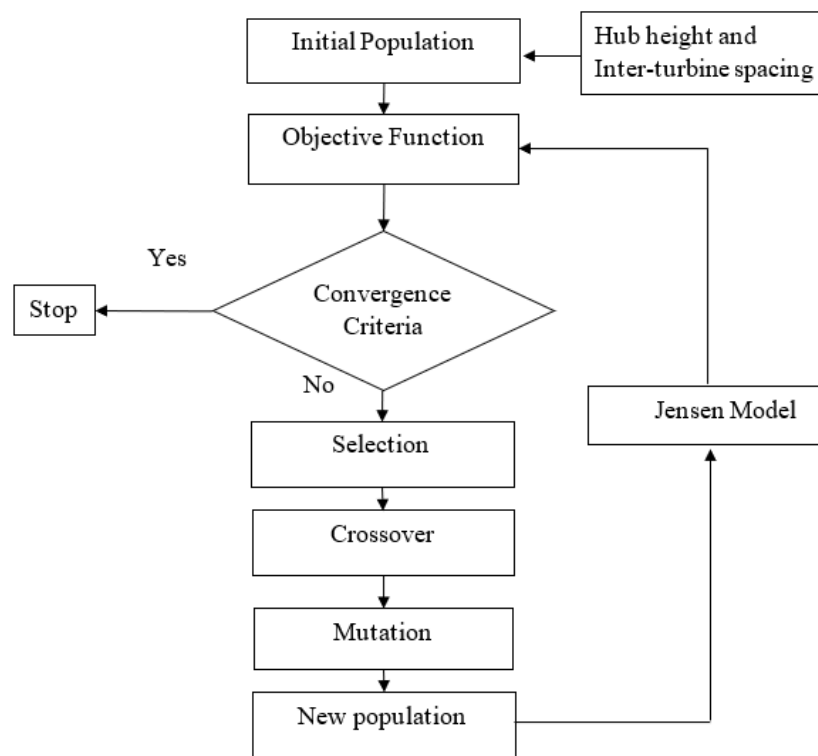 Initial Population
Hub height and
Inter-turbine spacing
Objective Function
Yes
Convergence
Criteria
Stop
No
Jensen Model
Selection
Crossover
Mutation
New population